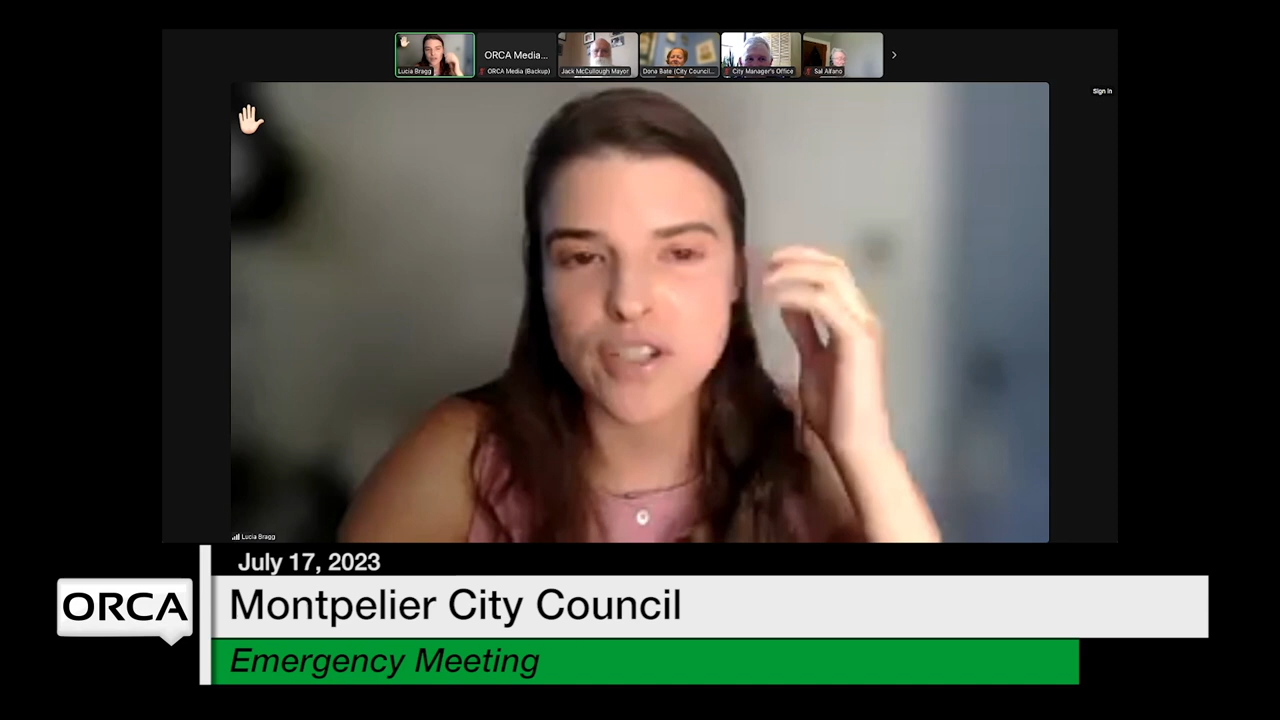 ORCA Media...
Lucia Bragg
ORCA Media (Backup)
Jack McCullough Mayor
Dona Bate (City Council...
City Manager's Office
Sal Alfano
Sign in
Lucia Bragg
July 17, 2023
ORCA
Montpelier City Council
Emergency Meeting